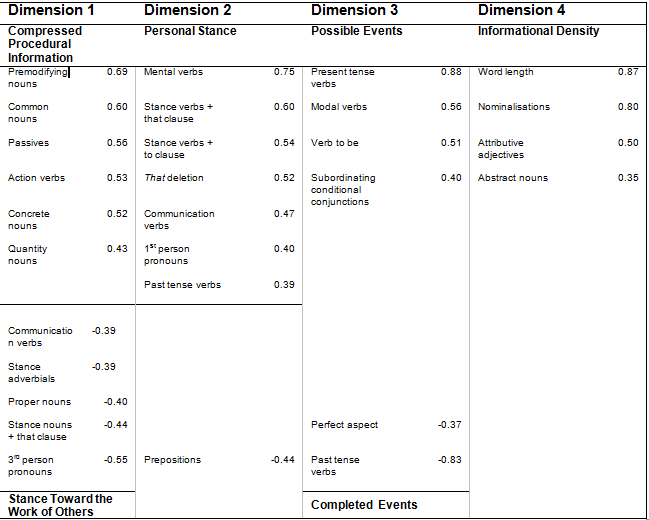 Dimension 1 Dimension 2 Dimension 3 Dimension 4
Compressed Personal Stance Possible Events Informational Density
Procedural
Information
Premodifying 0.69 Mental verbs 0.75 Present tense 0.88 Word length 0.87
nouns verbs
Common 0.60 Stance verbs + 0.60 Modal verbs 0.56 Nominalisations 0.80
nouns that clause
Passives 0.56 Stance verbs + 0.54 Verb to be 0.51 Attributive 0.50
to clause adjectives
Action verbs 0.53 That deletion 0.52 Subordinating 0.40 Abstract nouns 0.35
conditional
conjunctions
Concrete 0.52 Communication 0.47
nouns verbs
Quantity 0.43 1st person 0.40
nouns pronouns
Past tense verbs 0.39
Communicatio -0.39
n verbs
Stance -0.39
adverbials
Proper nouns -0.40
Stance nouns -0.44 Perfect aspect -0.37
+ that clause
3rd person -0.55 Prepositions -0.44 Past tense -0.83
pronouns verbs
Stance Toward the Completed Events
Work of Others